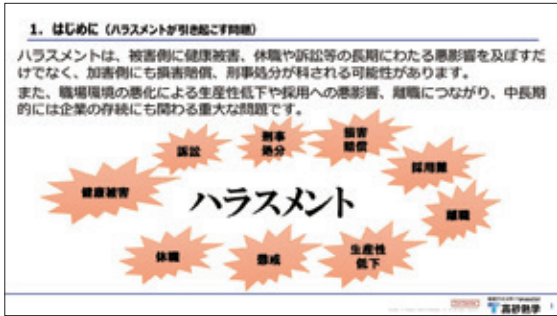 1. はじめに（ハラスメントが引き起こす問題）
ハラスメントは、被害側に健康被害、休職や訴訟等の長期にわたる悪影響を及ぼすだ
けでなく、加害側にも損害賠償、刑事処分が科される可能性があります。
また、職場環境の悪化による生産性低下や採用への悪影響、離職につながり、中長期
的には企業の存続にも関わる重大な問題です。
刑事
処分
損害
賠償
訴訟
採用難
健康被害
ハラスメント
離職
休職
懲戒
生産性
低下
高砂熱学
1